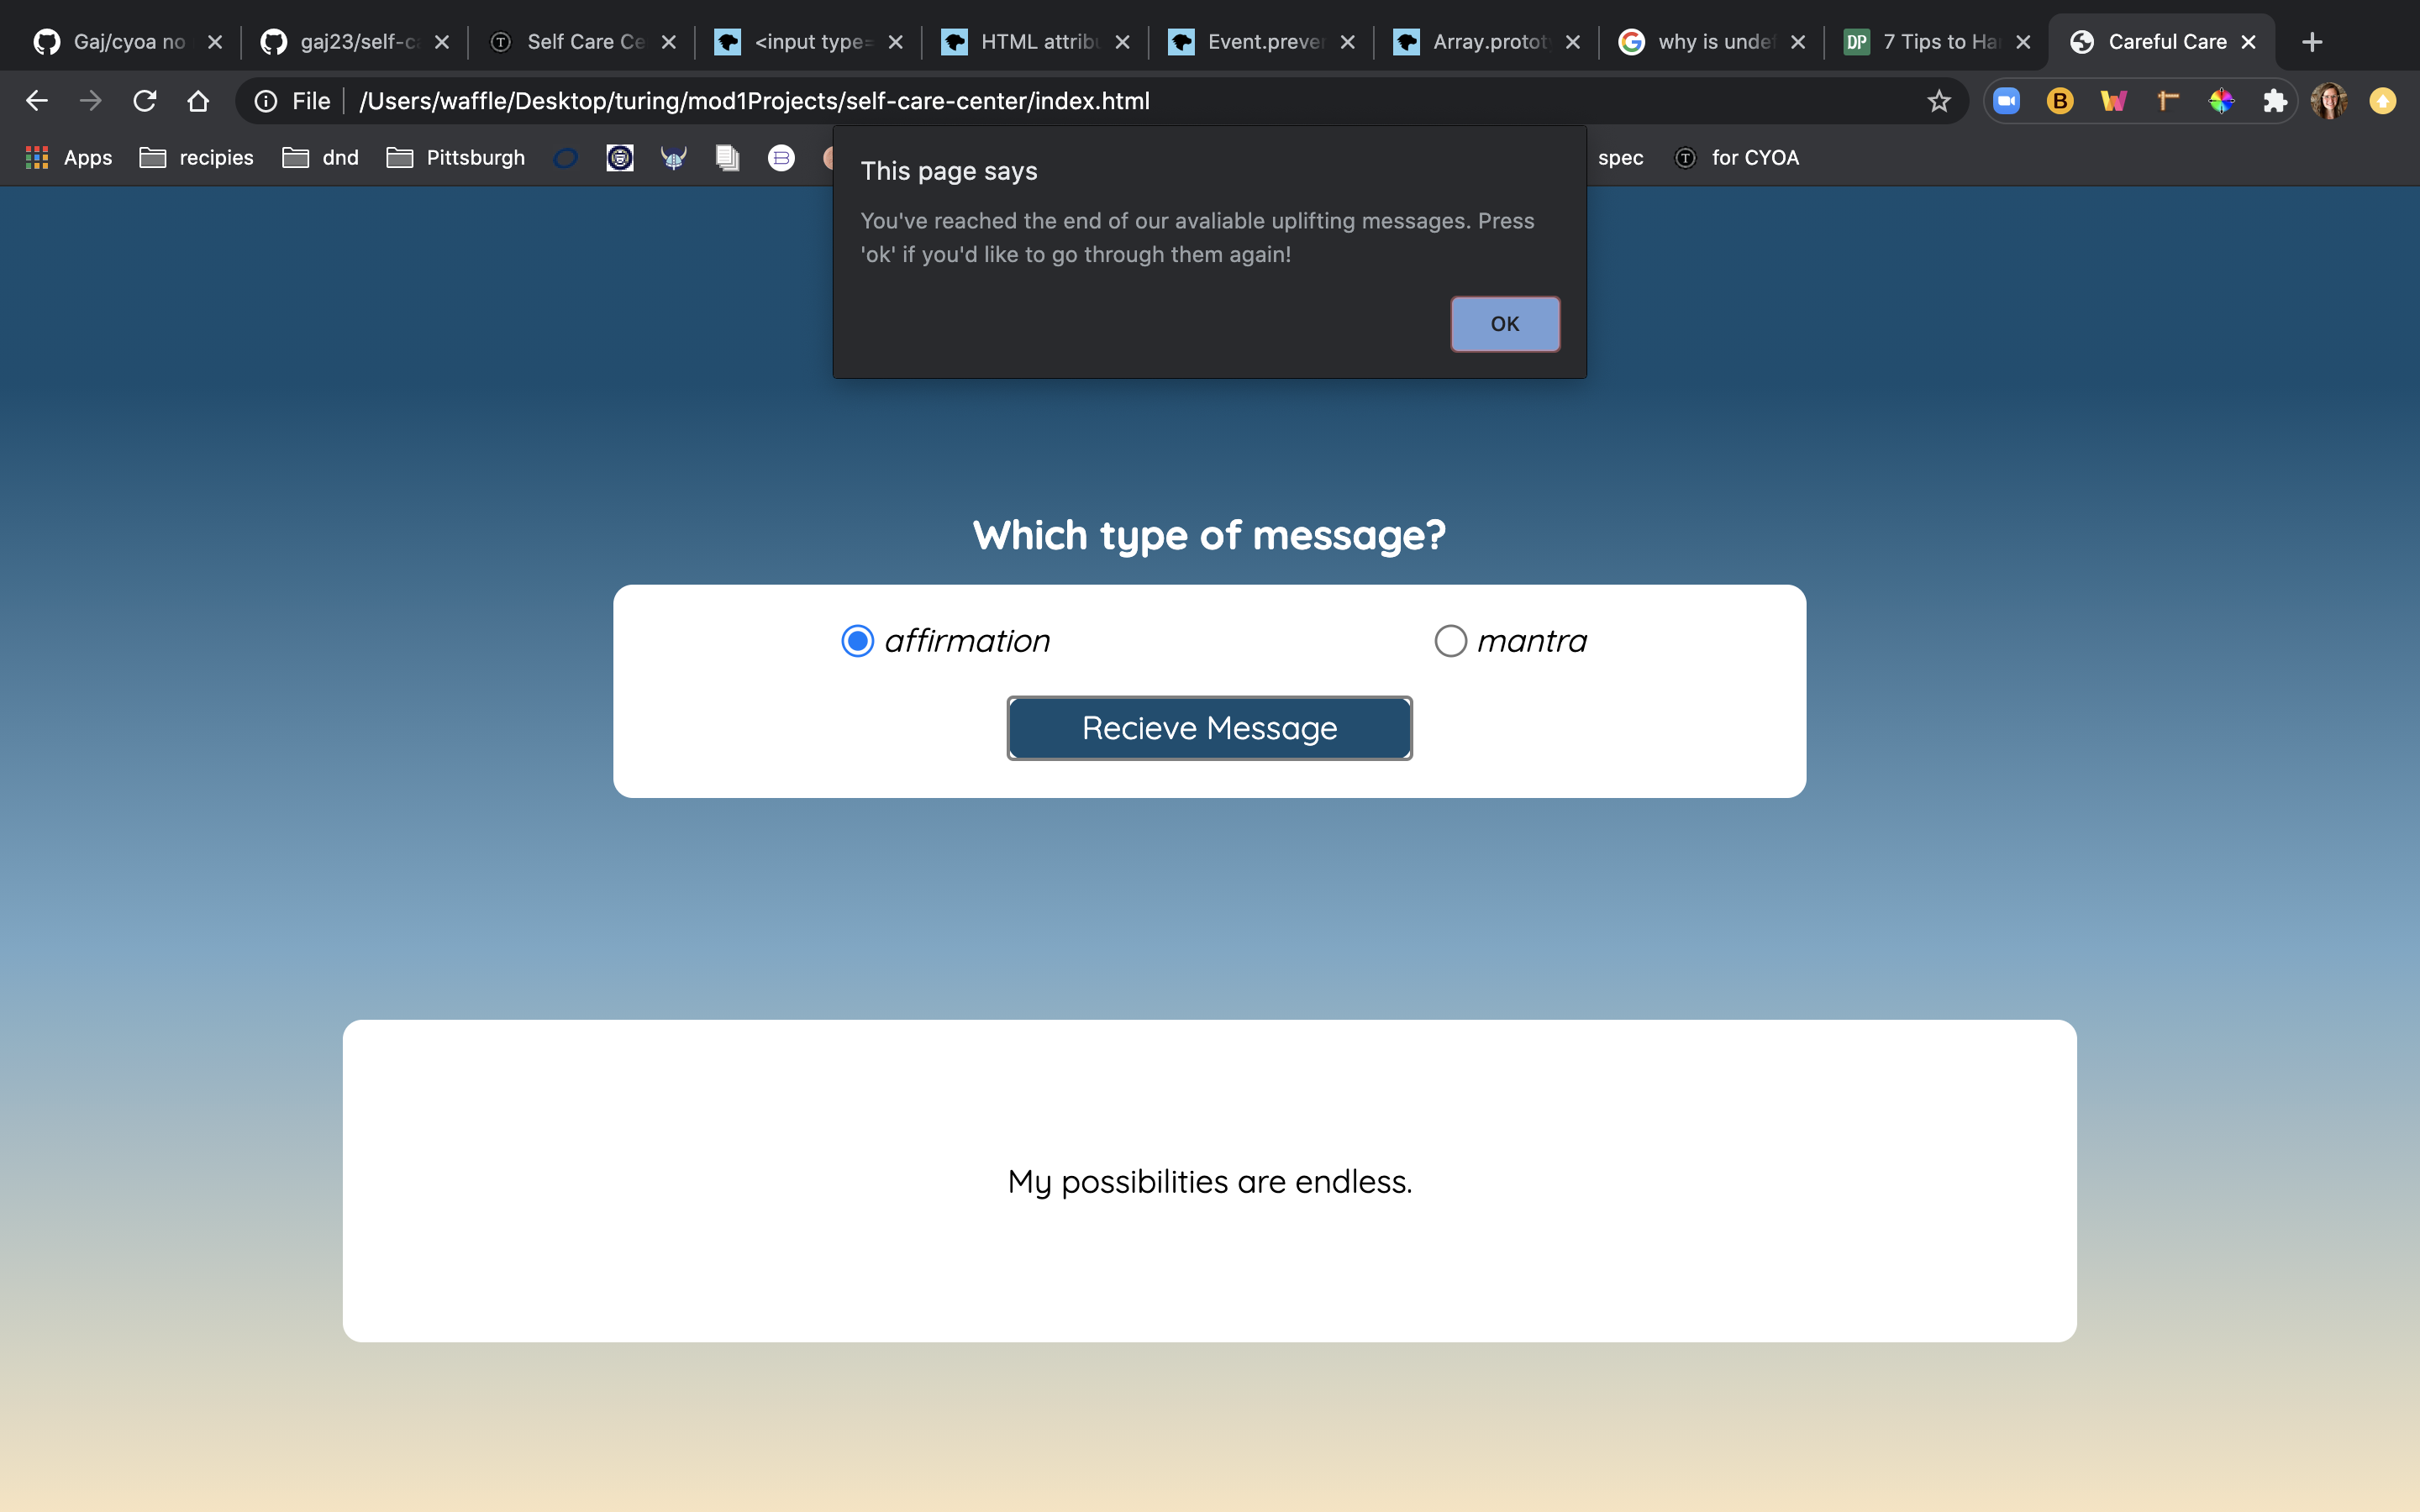 Gaj/cyoa no
gaj23/self-c
Self Care Ce
<input type=
HTML attribu
Event.preve
Array.protot
why is undef
DP
7 Tips to Ha
Careful Care
File
/Users/waffle/Desktop/turing/mod1Projects/self-care-center/index.html
B
Apps
recipies
dnd
Pittsburgh
B
spec
T
for CYOA
This page says
You've reached the end of our avaliable uplifting messages. Press
'ok' if you'd like to go through them again!
OK
Which type of message?
affirmation
mantra
Recieve Message
My possibilities are endless.